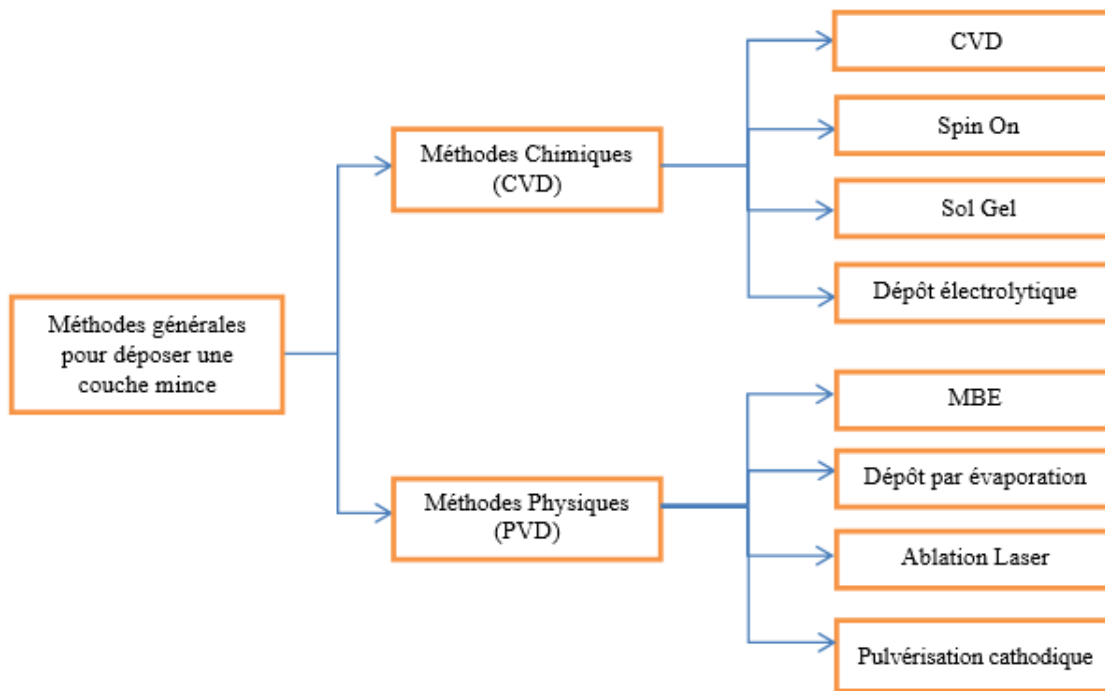 Méthodes générales
pour déposer une
couche mince
Méthodes Chimiques
(CVD)
CVD
Spin On
Sol Gel
Dépôt électrolytique
Méthodes Physiques
(PVD)
MBE
Dépôt par évaporation
Ablation Laser
Pulvérisation cathodique